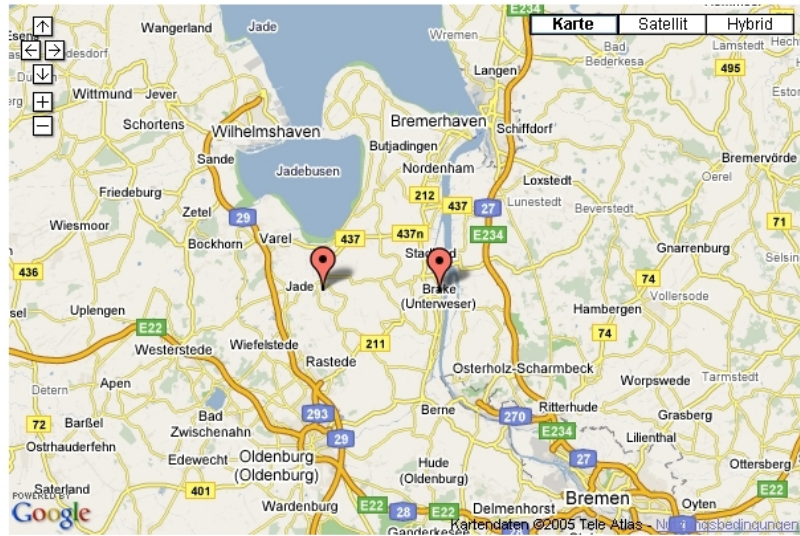 E234
Karte
Satellit
Hybrid
Wangerland
Jade
Wremen
Lamstedt
Bad
Bederkesa
495
Langen
Wittmund
Jever
Schortens
Wilhelmshaven
Bremerhaven
Schiffdorf
Butjadingen
Sande
Jadebusen
Nordenham
Bremervörde
Oerel
Loxstedt
Friedeburg
212
437
27
Lunestedt
Beverstedt
Zetel
29
Wiesmoor
Bockhorn
Varel
437
437n
E234
71
Gnarrenburg
436
Jade
Brake
(Unterweser)
74
Vollersode
Uplengen
Hambergen
E22
74
Westerstede
Wiefelstede
211
Rastede
Osterholz-Scharmbeck
Worpswede
Tarmstedt
Detern
Apen
72
Barßel
Bad
Zwischenahn
293
Berne
270
Ritterhude
Grasberg
E234
29
Lilienthal
Ostrhauderfehn
Edewecht
Oldenburg
(Oldenburg)
Hude
(Oldenburg)
27
Ottersberg
Saterland
401
Bremen
E22
POWERED BY
Google
Wardenburg
E22
28
E22
Delmenhorst
Oyten
Ganderkesee
28
1
Kartendaten ©2005 Tele Atlas -